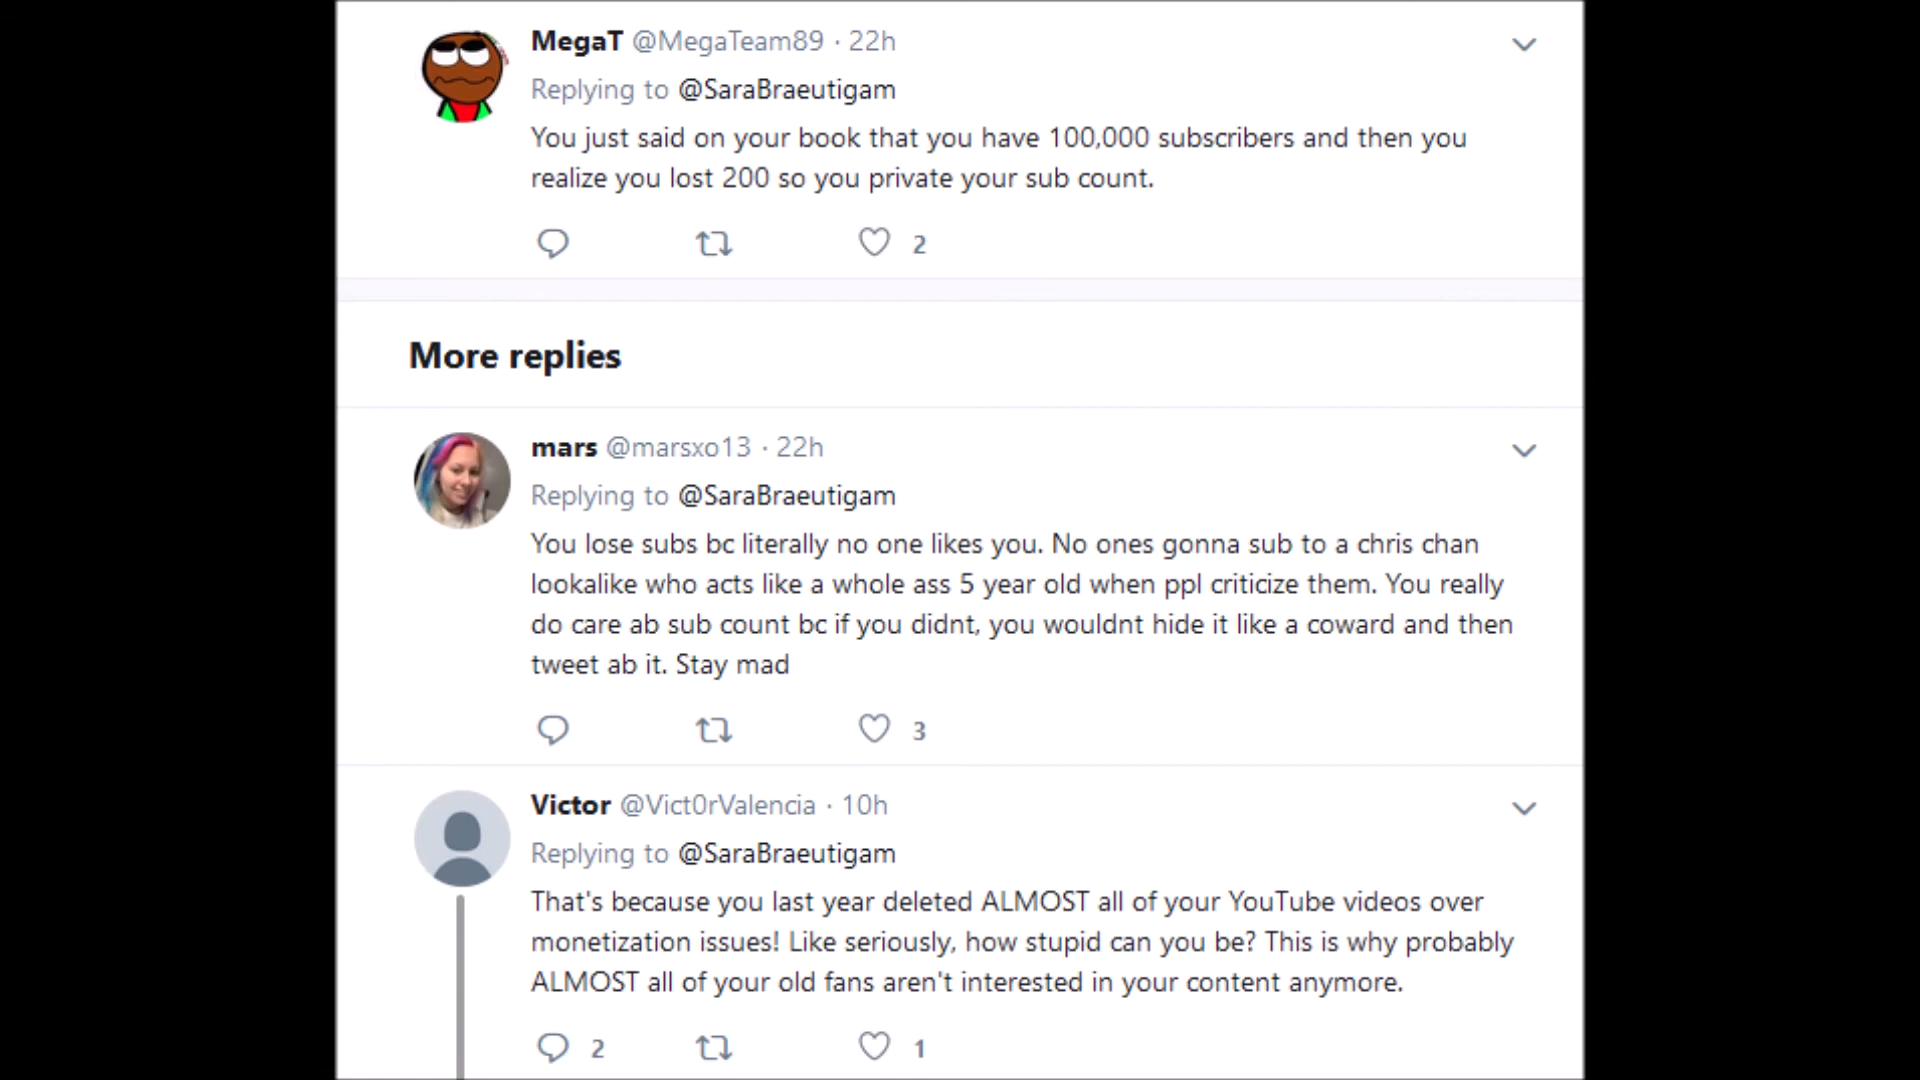 MegaT @MegaTeam89 · 22h
Replying to @SaraBraeutigam
You just said on your book that you have 100,000 subscribers and then you
realize you lost 200 so you private your sub count.
2
More replies
mars @marsxo13 · 22h
Replying to @SaraBraeutigam
You lose subs bc literally no one likes you. No ones gonna sub to a chris chan
lookalike who acts like a whole ass 5 year old when ppl criticize them. You really
do care ab sub count bc if you didnt, you wouldnt hide it like a coward and then
tweet ab it. Stay mad
3
Victor @Vict0rValencia · 10h
Replying to @SaraBraeutigam
That's because you last year deleted ALMOST all of your YouTube videos over
monetization issues! Like seriously, how stupid can you be? This is why probably
ALMOST all of your old fans aren't interested in your content anymore.
2 1